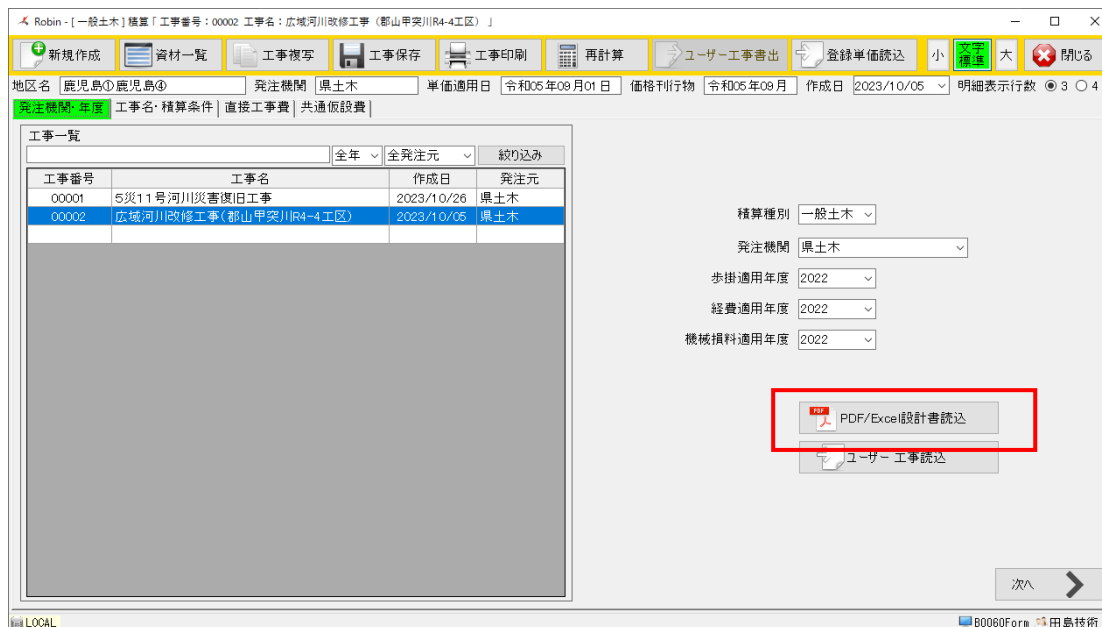 Robin - [ 一般土木 ] 積算「 工事番号：00002 工事名：広域河川改修工事（郡山甲突川R4-4工区） 」
新規作成 資材一覧 工事複写 工事保存 工事印刷 再計算 ユーザー工事書出 登録単価読込 小 文字標準 大 閉じる
地区名 鹿児島①鹿児島④ 発注機関 県土木 単価適用日 令和05年09月01日 価格刊行物 令和05年09月 作成日 2023/10/05 明細表示行数 3 4
発注機関・年度 工事名・積算条件 直接工事費 共通仮設費
工事一覧
全年 全発注元 絞り込み
工事番号 工事名 作成日 発注元
00001 5災11号河川災害復旧工事 2023/10/26 県土木
00002 広域河川改修工事(郡山甲突川R4-4工区) 2023/10/05 県土木
積算種別 一般土木
発注機関 県土木
歩掛適用年度 2022
経費適用年度 2022
機械損料適用年度 2022
PDF PDF/Excel設計書読込
ユーザー工事読込
次へ
LOCAL B0060Form 田島技術